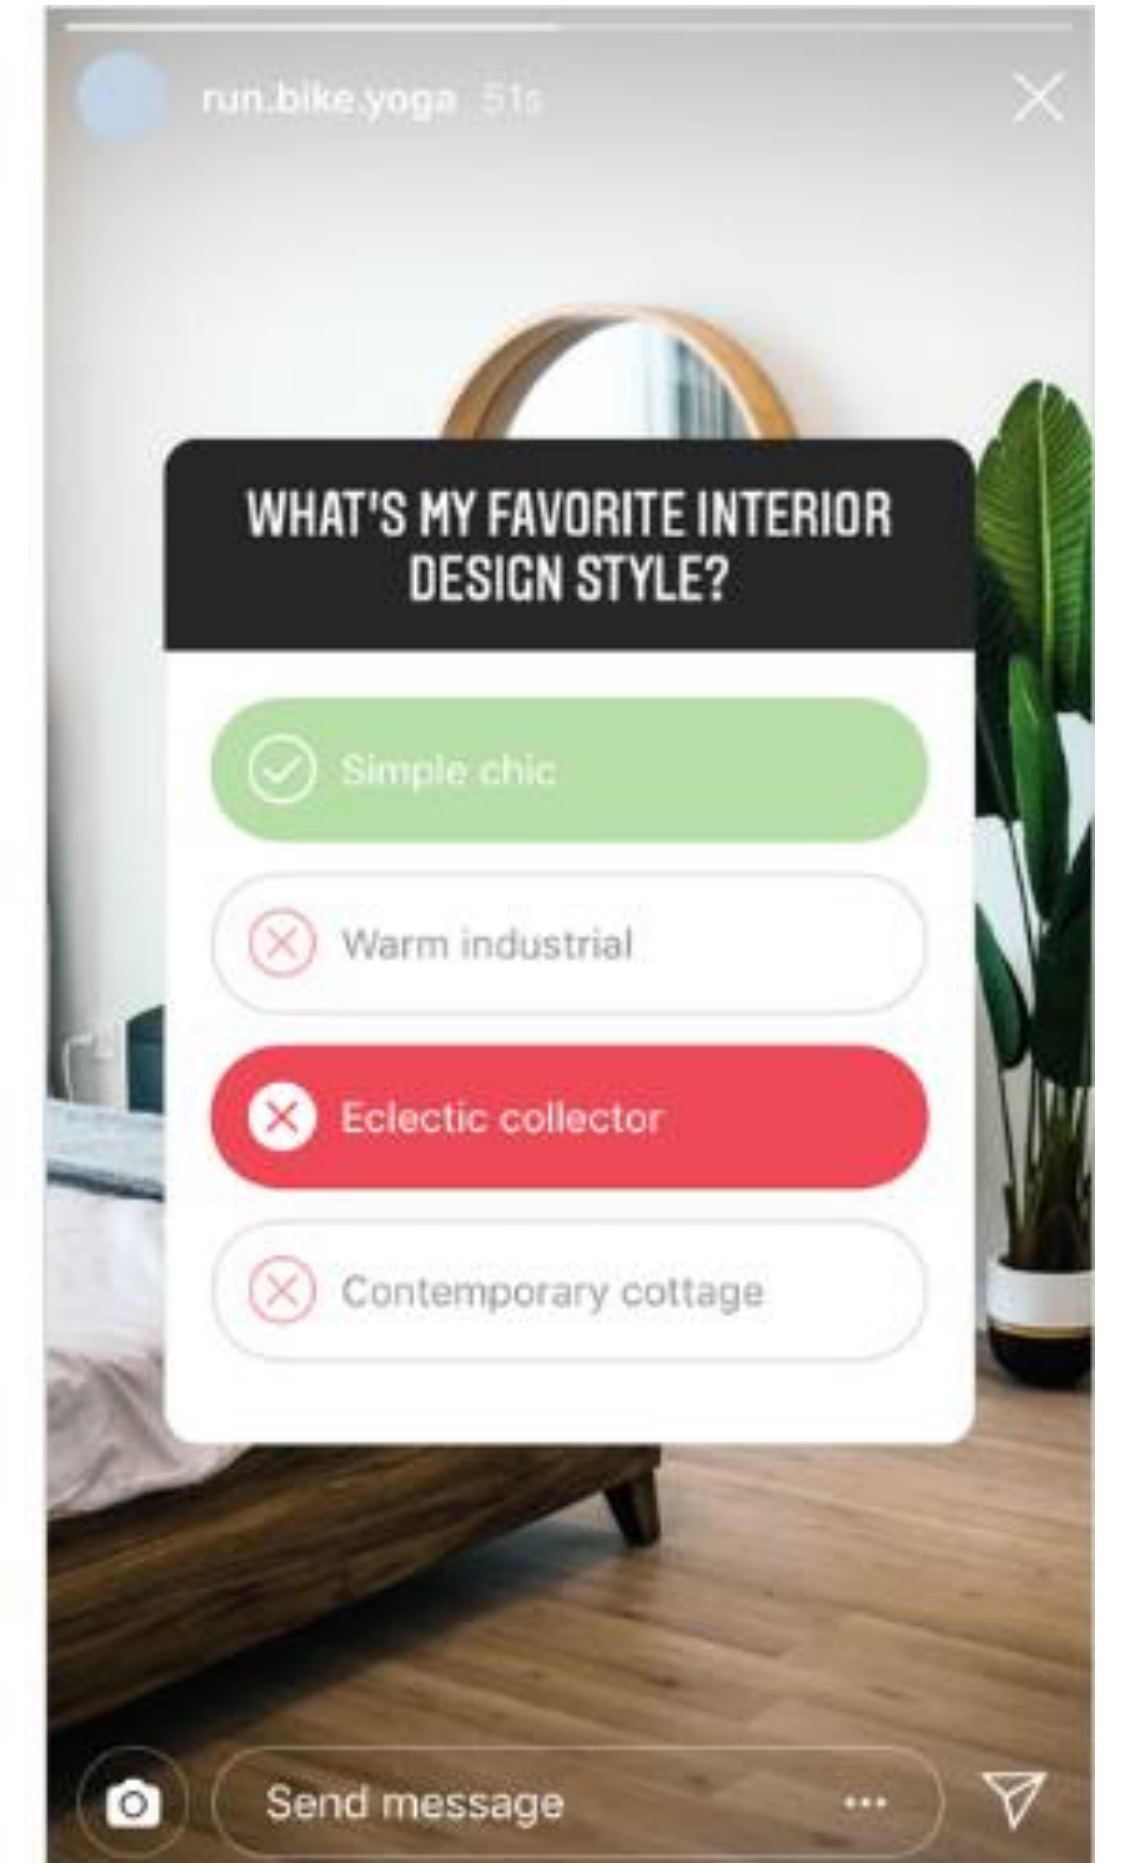 run.bike.yoga 51s
WHAT'S MY FAVORITE INTERIOR
DESIGN STYLE?
Simple chic
Warm industrial
Eclectic collector
Contemporary cottage
Send message